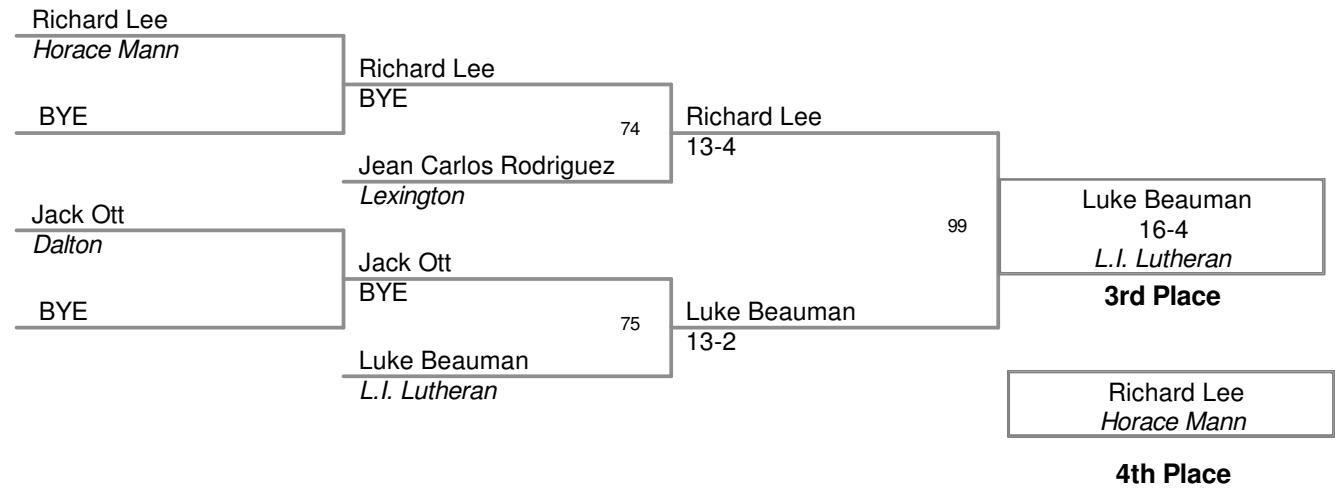 Richard Lee
Horace Mann
BYE
Richard Lee
BYE
74
Jean Carlos Rodriguez
Lexington
Richard Lee
13-4
Jack Ott
Dalton
BYE
Jack Ott
BYE
75
Luke Beauman
L.I. Lutheran
Luke Beauman
13-2
99
Luke Beauman
16-4
L.I. Lutheran
3rd Place
Richard Lee
Horace Mann
4th Place